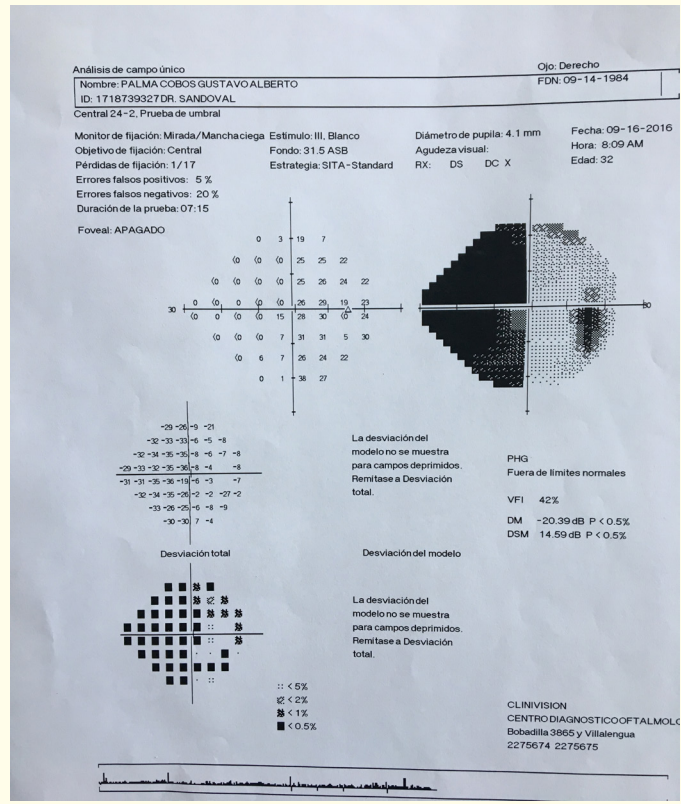 Análisis de campo único
Ojo: Derecho
Nombre: PALMA COBOS GUSTAVO ALBERTO
FDN: 09-14-1984
ID: 1718739327DR. SANDOVAL
Central 24-2, Prueba de umbral
Monitor de fijación: Mirada/Manchaciega Estimulo: III, Blanco Diámetro de pupila: 4.1 mm Fecha: 09-16-2016
Objetivo de fijación: Central Fondo: 31.5 ASB Agudeza visual: Hora: 8:09 AM
Pérdidas de fijación: 1/17 Estrategia: SITA-Standard RX: DS DC X Edad: 32
Errores falsos positivos: 5 %
Errores falsos negativos: 20 %
Duración de la prueba: 07:15
Foveal: APAGADO
0 3 19 7
(0 (0 (0 25 25 22
(0 (0 (0 (0 25 26 24 22
30 0 (0 (0 (0 (0 26 29 19 23 30
(0 0 (0 (0 15 28 30 (0 24
(0 (0 (0 7 31 31 5 30
(0 6 7 26 24 22
0 1 38 27
-29 -26 -9 -21
-32 -33 -33 -6 -5 -8
-32 -34 -35 -35 -8 -6 -7 -8
-29 -33 -32 -35 -36 -8 -4 -8
-31 -31 -35 -36 -19 -6 -3 -7
-32 -34 -35 -26 -2 -2 -27 -2
-33 -26 -25 -6 -8 -9
-30 -30 7 -4
La desviación del
modelo no se muestra
para campos deprimidos.
Remitase a Desviación
total.
PHG
Fuera de límites normales
VFI 42%
DM -20.39 dB P < 0.5%
DSM 14.59 dB P < 0.5%
Desviación total
Desviación del modelo
La desviación del
modelo no se muestra
para campos deprimidos.
Remitase a Desviación
total.
< 5%
< 2%
< 1%
< 0.5%
CLINIVISION
CENTRO DIAGNOSTICO OFTALMOLO
Bobadilla 3865 y Villalengua
2275674 2275675